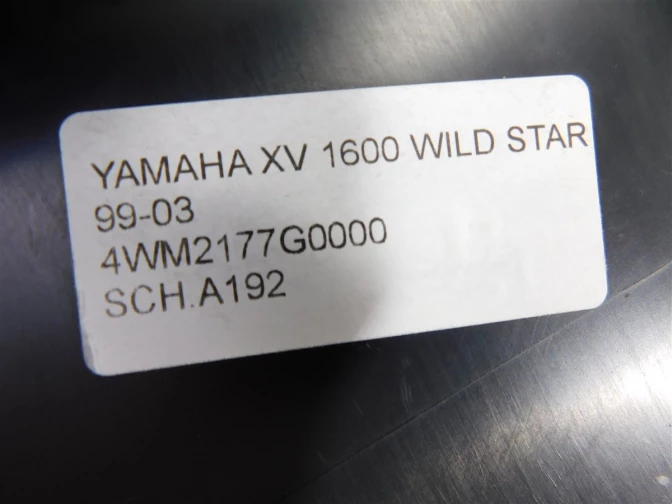 YAMAHA XV 1600 WILD STAR
99-03
4WM2177G0000
SCH.A192